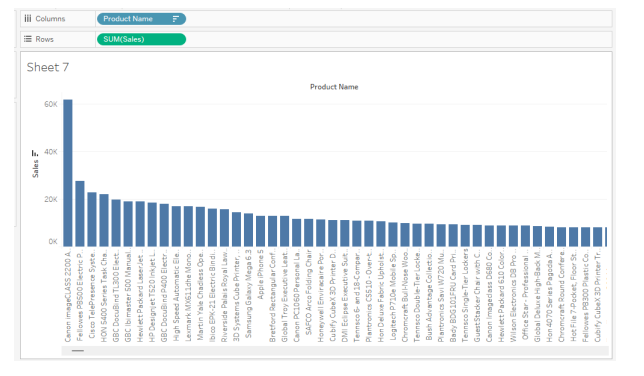 Columns
Product Name
Rows
SUM(Sales)
Sheet 7
Product Name
60K
40K
20K
0K
Sales
Canon imageCLASS 2200 A..
Fellowes PB500 Electric P..
Cisco TelePresence Syste..
HON 5400 Series Task Cha..
GBC DocuBind TL300 Elect..
GBC Ibimaster 500 Manual..
Hewlett Packard LaserJet..
HP DesignJet T520 Inkjet L..
GBC DocuBind P400 Electr..
High Speed Automatic Ele..
Lexmark MX611dhe Mono..
Martin Yale Chadless Ope..
Ibico EPK-21 Electric Bindi..
Riverside Palais Royal Law..
3D Systems Cube Printer, ..
Samsung Galaxy Mega 6.3
Apple iPhone 5
Bretford Rectangular Conf..
Global Troy Executive Leat..
Canon PC1060 Personal La..
SAFCO Arco Folding Chair
Honeywell Enviracaire Por..
Cubify CubeX 3D Printer D..
DMI Eclipse Executive Suit..
Tennsco 6- and 18-Compar..
Plantronics CS510 - Over-t..
Hon Deluxe Fabric Upholst..
Logitech P710e Mobile Sp..
Chromcraft Bull-Nose Woo..
Tennsco Double-Tier Locke..
Bush Advantage Collectio..
Plantronics Savi W720 Mu..
Bady BDG101FRU Card Pri..
Tennsco Single-Tier Lockers
GuestStacker Chair with ..
Canon Imageclass D680 Co..
Hewlett Packard 610 Color..
Wilson Electronics DB Pro ..
Office Star - Professional ..
Global Deluxe High-Back M..
Hon 4070 Series Pagoda A..
Chromcraft Round Confere..
Hot File 7-Pocket, Floor St..
Fellowes PB300 Plastic Co..
Cubify CubeX 3D Printer Tr..